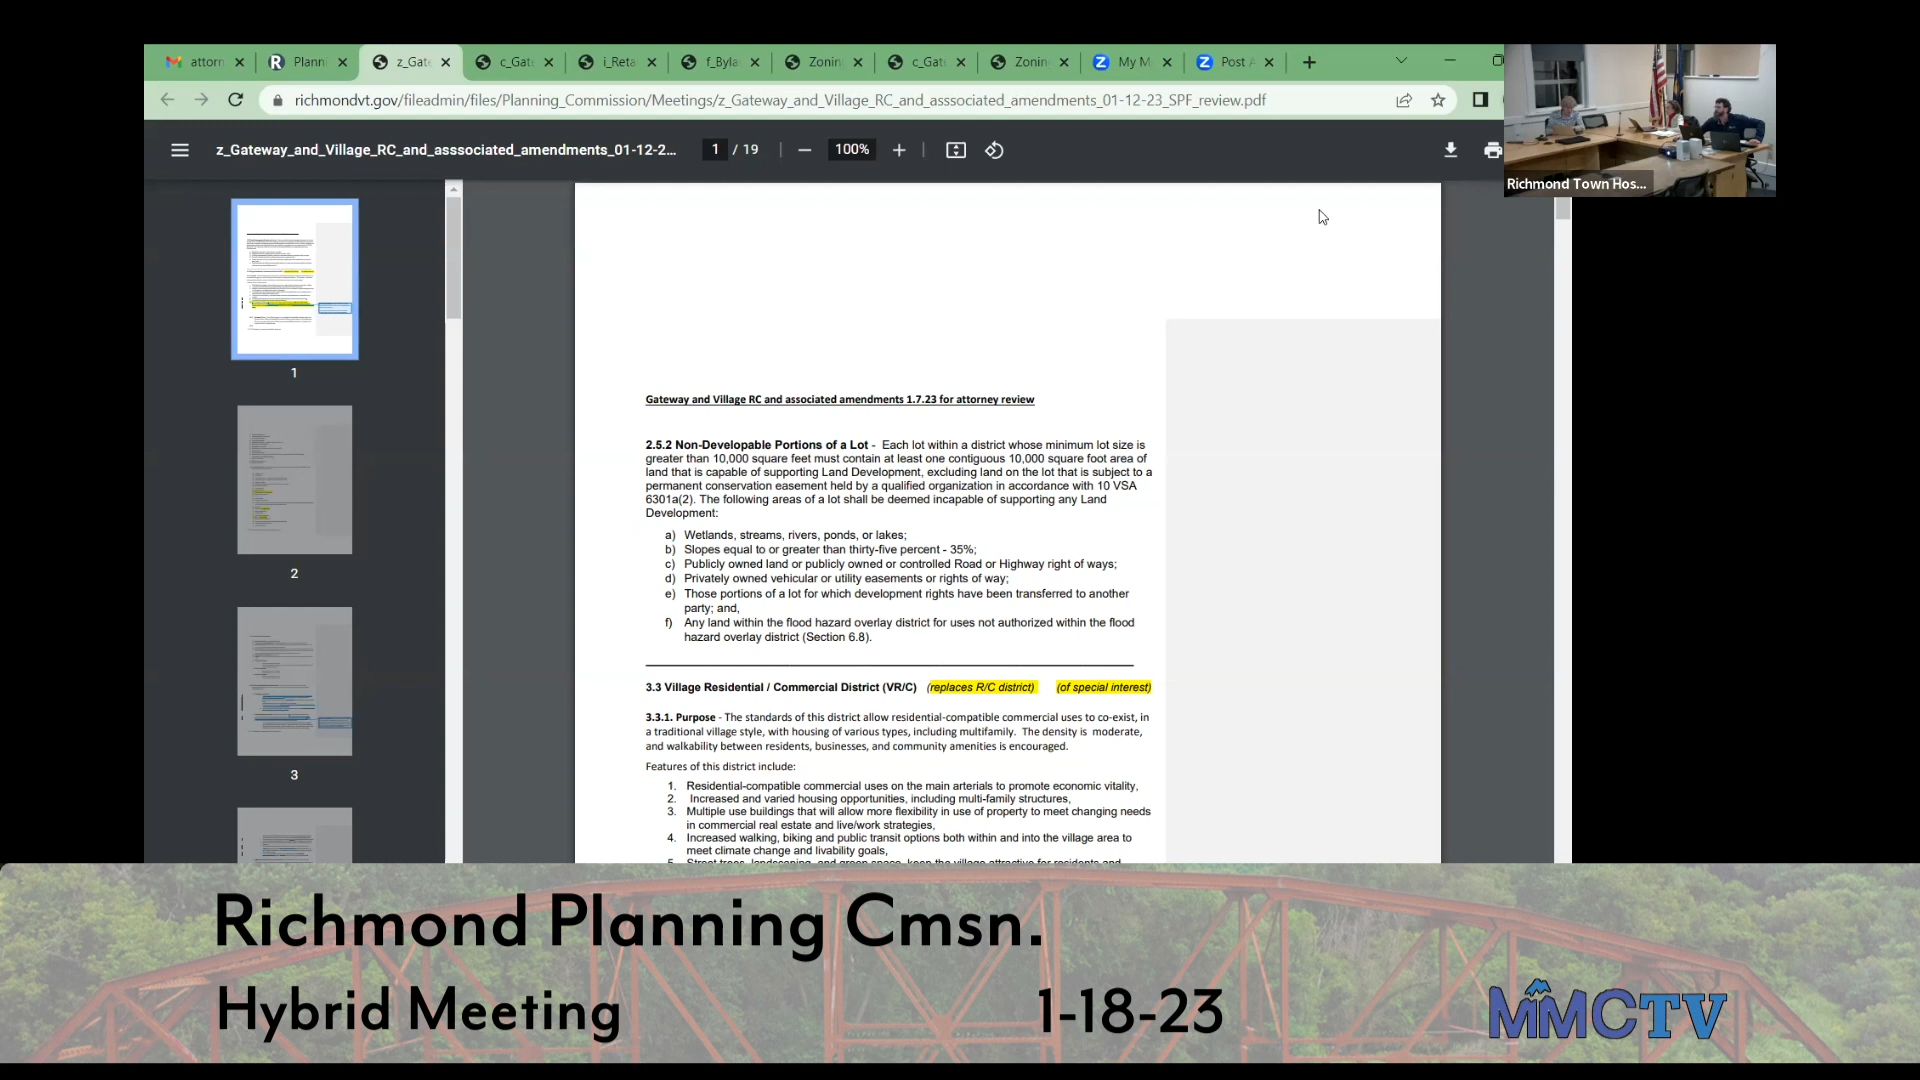 attorn
Planni
z_Gate
c_Gate
i_Reta
f_Byla
Zonin
c_Gate
Zonin
My M
Post A
richmondvt.gov/fileadmin/files/Planning_Commission/Meetings/z_Gateway_and_Village_RC_and_asssociated_amendments_01-12-23_SPF_review.pdf
z_Gateway_and_Village_RC_and_asssociated_amendments_01-12-2...
1 / 19
100%
Richmond Town Hos...
1
2
3
Gateway and Village RC and associated amendments 1.7.23 for attorney review
2.5.2 Non-Developable Portions of a Lot - Each lot within a district whose minimum lot size is
greater than 10,000 square feet must contain at least one contiguous 10,000 square foot area of
land that is capable of supporting Land Development, excluding land on the lot that is subject to a
permanent conservation easement held by a qualified organization in accordance with 10 VSA
6301a(2). The following areas of a lot shall be deemed incapable of supporting any Land
Development:
a) Wetlands, streams, rivers, ponds, or lakes;
b) Slopes equal to or greater than thirty-five percent - 35%;
c) Publicly owned land or publicly owned or controlled Road or Highway right of ways;
d) Privately owned vehicular or utility easements or rights of way;
e) Those portions of a lot for which development rights have been transferred to another
party; and,
f) Any land within the flood hazard overlay district for uses not authorized within the flood
hazard overlay district (Section 6.8).
3.3 Village Residential / Commercial District (VR/C) (replaces R/C district) (of special interest)
3.3.1. Purpose - The standards of this district allow residential-compatible commercial uses to co-exist, in
a traditional village style, with housing of various types, including multifamily. The density is moderate,
and walkability between residents, businesses, and community amenities is encouraged.
Features of this district include:
1. Residential-compatible commercial uses on the main arterials to promote economic vitality,
2. Increased and varied housing opportunities, including multi-family structures,
3. Multiple use buildings that will allow more flexibility in use of property to meet changing needs
in commercial real estate and live/work strategies,
4. Increased walking, biking and public transit options both within and into the village area to
meet climate change and livability goals,
5. Street trees, landscaping, and green space, keep the village attractive for residents and
Richmond Planning Cmsn.
Hybrid Meeting 1-18-23
MMCTV